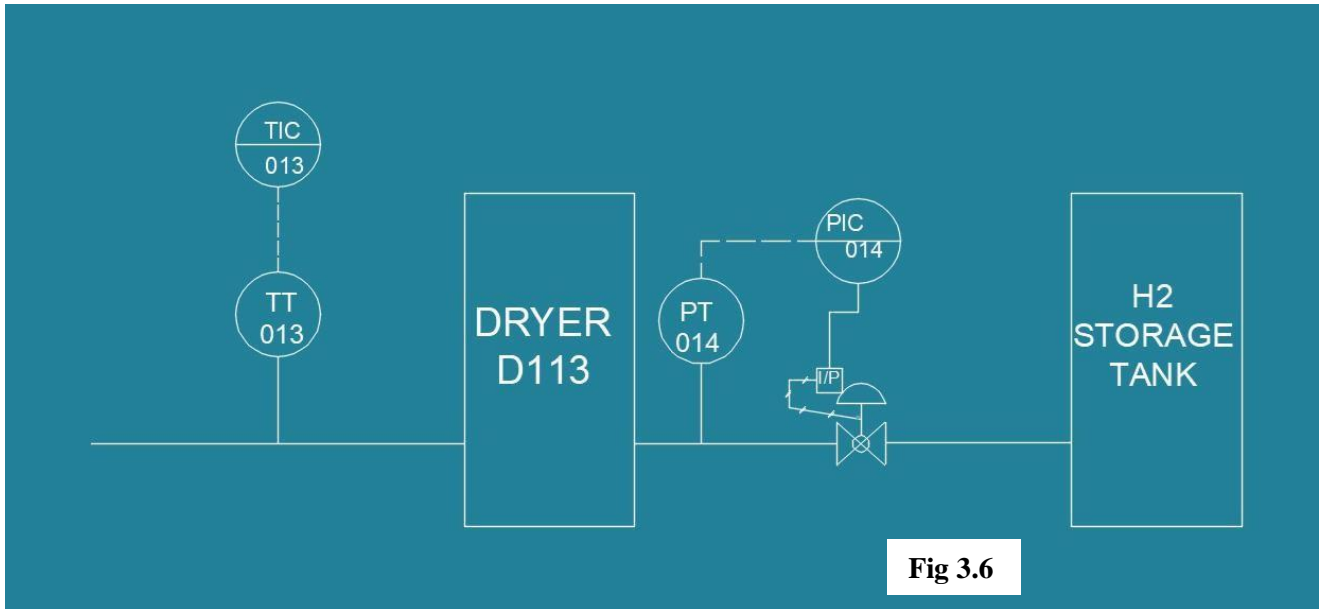 TIC
013
TT
013
DRYER
D113
PT
014
PIC
014
I/P
H2
STORAGE
TANK
Fig 3.6